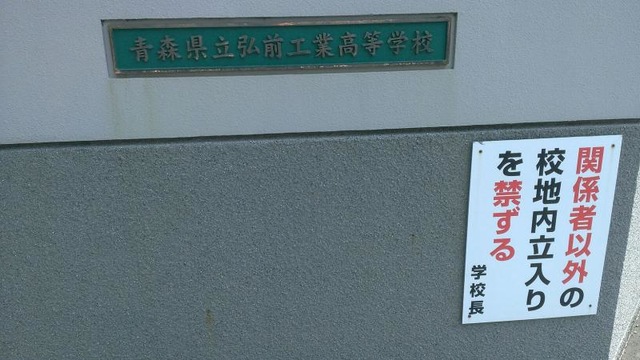 青森県立弘前工業高等学校
関係者以外の
校地内立入り
を禁ずる
学校長